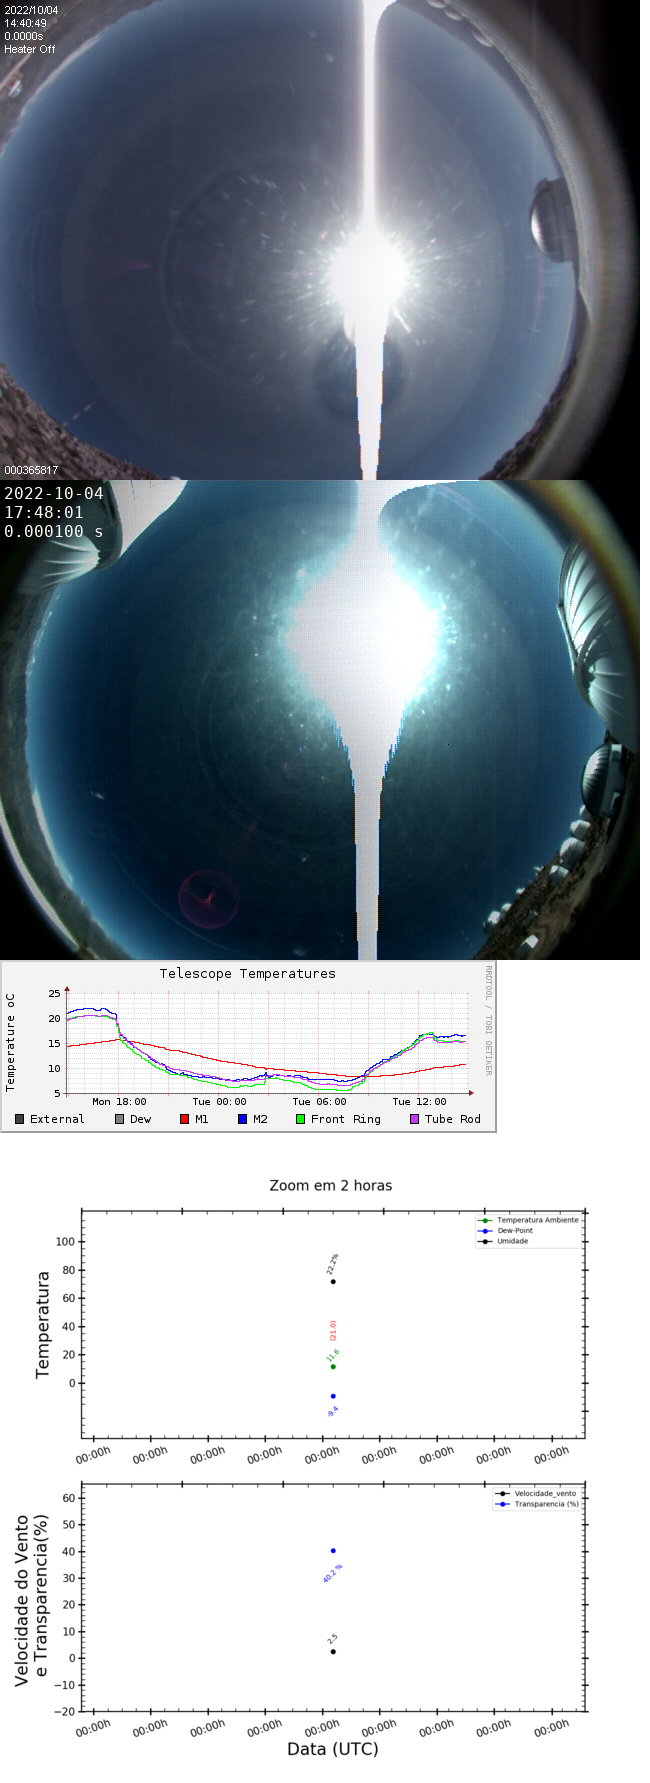 2022/10/04
14:40:49
0.0000s
Heater Off
000365817
2022-10-04
17:48:01
0.000100 s
Telescope Temperatures
RRDTOOL / TOBI OETIKER
Temperature oC
25
20
15
10
5
Mon 18:00 Tue 00:00 Tue 06:00 Tue 12:00
External Dew M1 M2 Front Ring Tube Rod
Zoom em 2 horas
Temperatura Ambiente
Dew-Point
Umidade
Temperatura
100
80
60
40
20
0
22.2%
(21.0)
11.6
-9.4
00:00h 00:00h 00:00h 00:00h 00:00h 00:00h 00:00h 00:00h 00:00h
Velocidade_vento
Transparencia (%)
Velocidade do Vento
e Transparencia(%)
60
50
40
30
20
10
0
−10
−20
40.2 %
2.5
00:00h 00:00h 00:00h 00:00h 00:00h 00:00h 00:00h 00:00h 00:00h
Data (UTC)